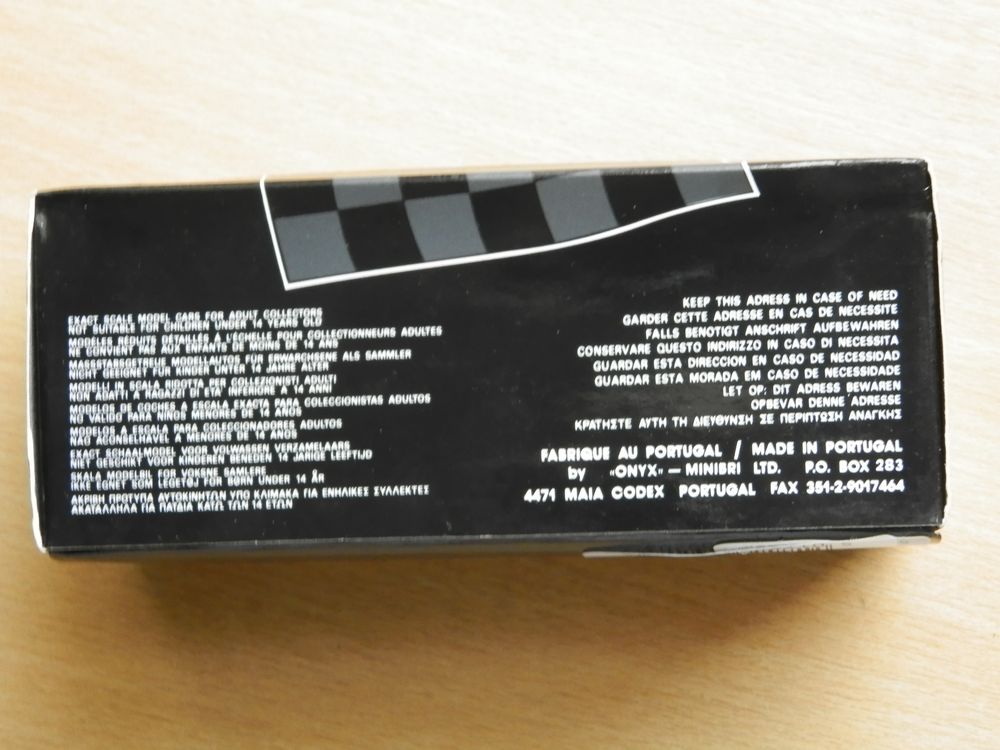 EXACT SCALE MODEL CARS FOR ADULT COLLECTORS
NOT SUITABLE FOR CHILDREN UNDER 14 YEARS OLD
MODELES REDUITS DETAILLES A L'ECHELLE POUR COLLECTIONNEURS ADULTES
NE CONVIENT PAS AUX ENFANTS DE MOINS DE 14 ANS
MASSTABGERECHTE MODELLAUTOS FÜR ERWACHSENE ALS SAMMLER
NICHT GEEIGNET FÜR KINDER UNTER 14 JAHRE ALTER
MODELLI IN SCALA RIDOTTA PER COLLEZIONISTI ADULTI
NON ADATTI A RAGAZZI DI ETA' INFERIORE A 14 ANNI
MODELOS DE COCHES A ESCALA EXACTA PARA COLECCIONISTAS ADULTOS
NO VALIDO PARA NIÑOS MENORES DE 14 ANOS
MODELOS A ESCALA PARA COLECCIONADORES ADULTOS
NAO ACONSELHAVEL A MENORES DE 14 ANOS
EXACT SCHAALMODEL VOOR VOLWASSEN VERZAMELAARS
NIET GESCHIKT VOOR KINDEREN BENEDEN 14 JARIGE LEEFTIJD
SKALA MODELLER FOR VOKSNE SAMLERE
IKKE EGNET SOM LEGETØJ FOR BØRN UNDER 14 ÅR
ΑΚΡΙΒΗ ΠΡΟΤΥΠΑ ΑΥΤΟΚΙΝΗΤΩΝ ΥΠΟ ΚΛΙΜΑΚΑ ΓΙΑ ΕΝΗΛΙΚΕΣ ΣΥΛΛΕΚΤΕΣ
ΑΚΑΤΑΛΛΗΛΑ ΓΙΑ ΠΑΙΔΙΑ ΚΑΤΩ ΤΩΝ 14 ΕΤΩΝ
KEEP THIS ADRESS IN CASE OF NEED
GARDER CETTE ADRESSE EN CAS DE NECESSITE
FALLS BENOTIGT ANSCHRIFT AUFBEWAHREN
CONSERVARE QUESTO INDIRIZZO IN CASO DI NECESSITA
GUARDAR ESTA DIRECCION EN CASO DE NECESSIDAD
GUARDAR ESTA MORADA EM CASO DE NECESSIDADE
LET OP: DIT ADRESS BEWAREN
OPBEVAR DENNE ADRESSE
ΚΡΑΤΗΣΤΕ ΑΥΤΗ ΤΗ ΔΙΕΥΘΥΝΣΗ ΣΕ ΠΕΡΙΠΤΩΣΗ ΑΝΑΓΚΗΣ
FABRIQUE AU PORTUGAL / MADE IN PORTUGAL
by «ONYX» — MINIBRI LTD. P.O. BOX 283
4471 MAIA CODEX PORTUGAL FAX 351-2-9017464